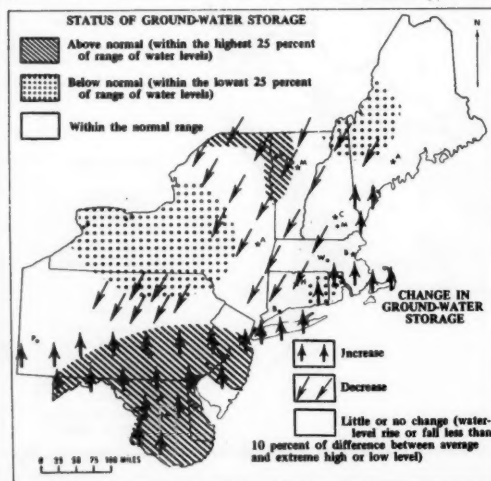 STATUS OF GROUND-WATER STORAGE
Above normal (within the highest 25 percent
of range of water levels)
Below normal (within the lowest 25 percent
of range of water levels)
Within the normal range
N
M
A
C
M
A
B
W
H
B
P
CHANGE IN
GROUND-WATER
STORAGE
Increase
Decrease
Little or no change (water-
level rise or fall less than
10 percent of difference between average
and extreme high or low level)
0 25 50 75 100 MILES